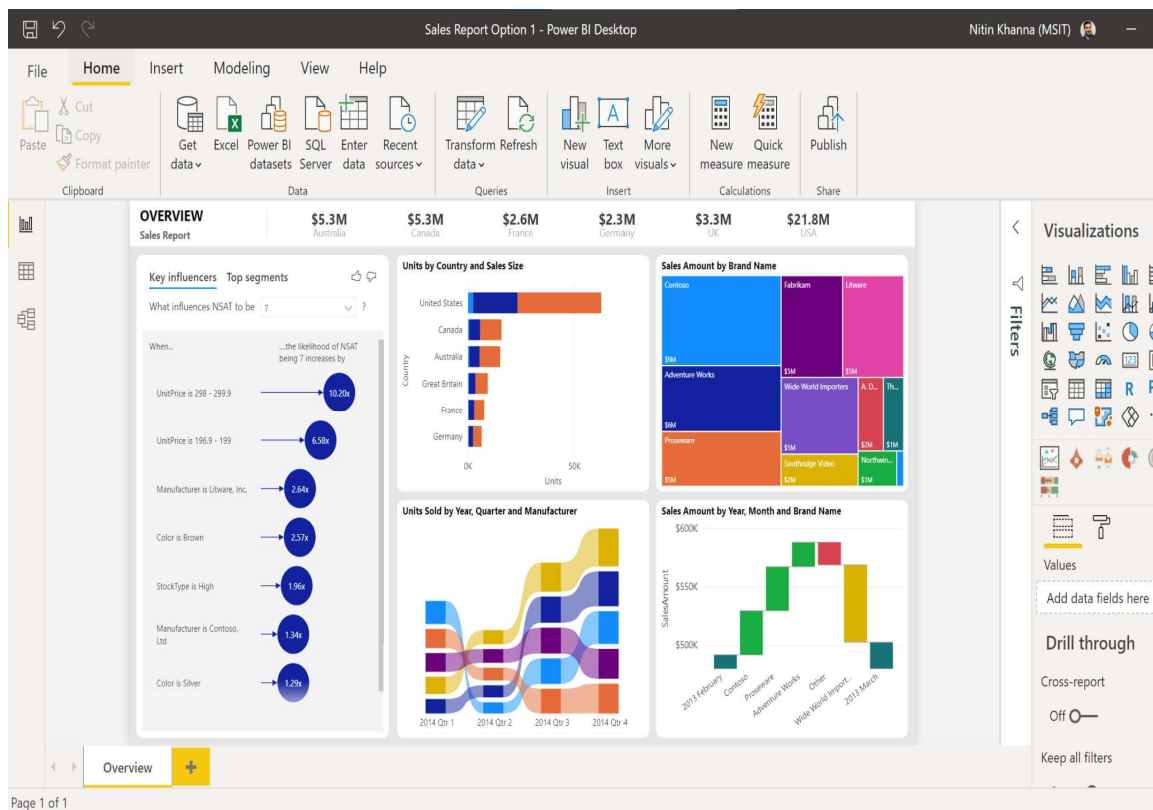 Sales Report Option 1 - Power BI Desktop
Nitin Khanna (MSIT)
File Home Insert Modeling View Help
Paste
Cut
Copy
Format painter
Get data
Excel
Power BI datasets
SQL Server
Enter data
Recent sources
Transform data
Refresh
New visual
Text box
More visuals
New measure
Quick measure
Publish
Clipboard
Data
Queries
Insert
Calculations
Share
OVERVIEW
Sales Report
$5.3M
Australia
$5.3M
Canada
$2.6M
France
$2.3M
Germany
$3.3M
UK
$21.8M
USA
Key influencers Top segments
What influences NSAT to be 7 ?
When...
...the likelihood of NSAT
being 7 increases by
UnitPrice is 298 - 299.9
10.20x
UnitPrice is 196.9 - 199
6.58x
Manufacturer is Litware, Inc.
2.64x
Color is Brown
2.57x
StockType is High
1.96x
Manufacturer is Contoso,
Ltd
1.34x
Color is Silver
1.29x
Units by Country and Sales Size
Country
United States
Canada
Australia
Great Britain
France
Germany
0K 50K
Units
Sales Amount by Brand Name
Contoso
$9M
Adventure Works
$6M
Proseware
$5M
Fabrikam
$5M
Litware
$5M
Wide World Importers
$5M
Southridge Video
$2M
A. D...
$2M
Th...
$1M
Northwin...
$1M
Units Sold by Year, Quarter and Manufacturer
2014 Qtr 1 2014 Qtr 2 2014 Qtr 3 2014 Qtr 4
Sales Amount by Year, Month and Brand Name
SalesAmount
$600K
$550K
$500K
2013 February
Contoso
Proseware
Adventure Works
Other
Wide World Import...
2013 March
Filters
Visualizations
123
R
Values
Add data fields here
Drill through
Cross-report
Off
Keep all filters
Overview
+
Page 1 of 1